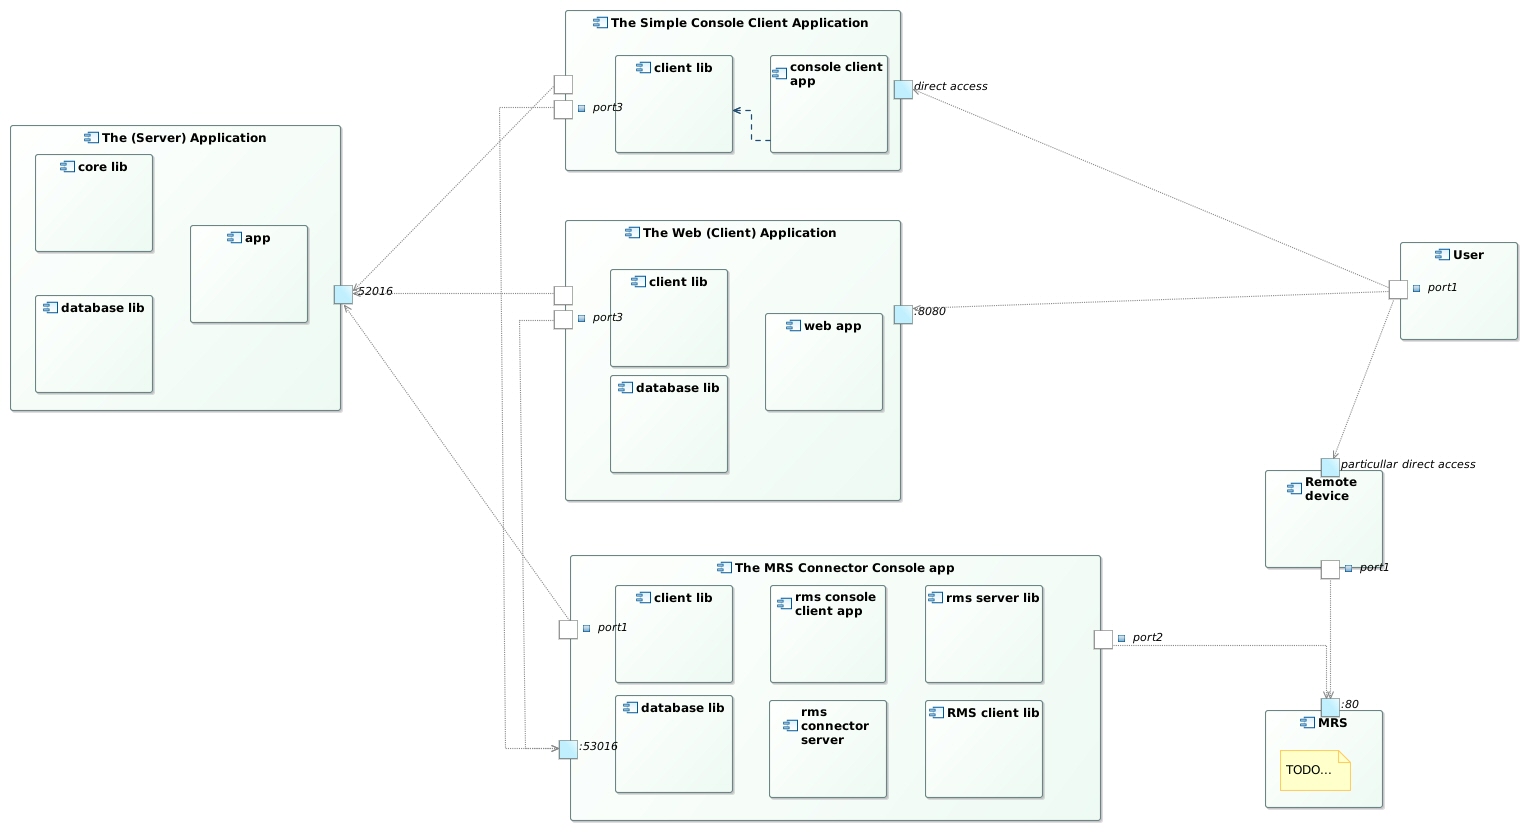 The Simple Console Client Application
client lib
console client
app
direct access
port3
The (Server) Application
core lib
app
database lib
:52016
The Web (Client) Application
client lib
port3
web app
database lib
:8080
User
port1
particullar direct access
Remote
device
port1
The MRS Connector Console app
client lib
rms console
client app
rms server lib
port1
port2
database lib
rms
connector
server
RMS client lib
:53016
:80
MRS
TODO...